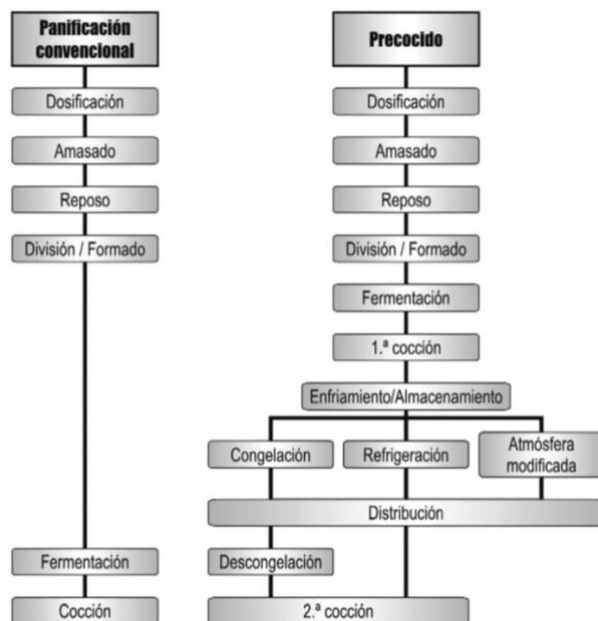 Panificación
convencional
Dosificación
Amasado
Reposo
División / Formado
Fermentación
Cocción
Precocido
Dosificación
Amasado
Reposo
División / Formado
Fermentación
1.ª cocción
Enfriamiento/Almacenamiento
Congelación
Refrigeración
Atmósfera
modificada
Distribución
Descongelación
2.ª cocción